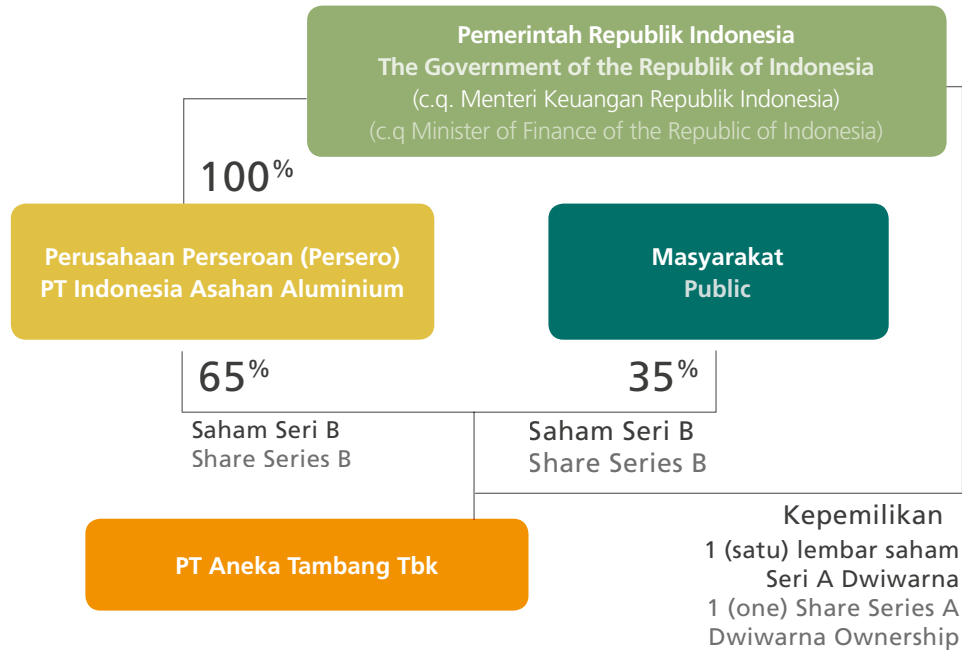 Pemerintah Republik Indonesia
The Government of the Republik of Indonesia
(c.q. Menteri Keuangan Republik Indonesia)
(c.q Minister of Finance of the Republic of Indonesia)
100%
Perusahaan Perseroan (Persero)
PT Indonesia Asahan Aluminium
Masyarakat
Public
65%
Saham Seri B
Share Series B
35%
Saham Seri B
Share Series B
PT Aneka Tambang Tbk
Kepemilikan
1 (satu) lembar saham
Seri A Dwiwarna
1 (one) Share Series A
Dwiwarna Ownership